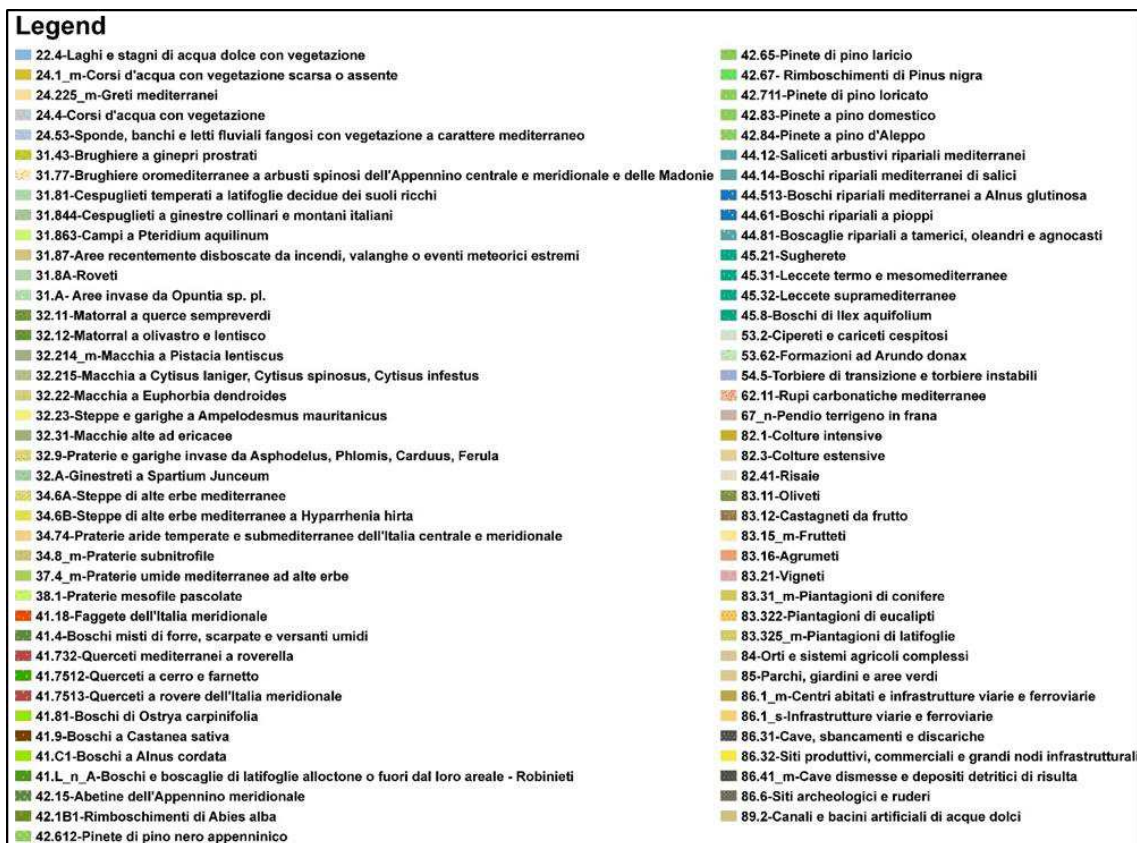 Legend
22.4-Laghi e stagni di acqua dolce con vegetazione
24.1_m-Corsi d'acqua con vegetazione scarsa o assente
24.225_m-Greti mediterranei
24.4-Corsi d'acqua con vegetazione
24.53-Sponde, banchi e letti fluviali fangosi con vegetazione a carattere mediterraneo
31.43-Brughiere a ginepri prostrati
31.77-Brughiere oromediterranee a arbusti spinosi dell'Appennino centrale e meridionale e delle Madonie
31.81-Cespuglieti temperati a latifoglie decidue dei suoli ricchi
31.844-Cespuglieti a ginestre collinari e montani italiani
31.863-Campi a Pteridium aquilinum
31.87-Aree recentemente disboscate da incendi, valanghe o eventi meteorici estremi
31.8A-Roveti
31.A- Aree invase da Opuntia sp. pl.
32.11-Matorral a querce sempreverdi
32.12-Matorral a olivastro e lentisco
32.214_m-Macchia a Pistacia lentiscus
32.215-Macchia a Cytisus laniger, Cytisus spinosus, Cytisus infestus
32.22-Macchia a Euphorbia dendroides
32.23-Steppe e garighe a Ampelodesmus mauritanicus
32.31-Macchie alte ad ericacee
32.9-Praterie e garighe invase da Asphodelus, Phlomis, Carduus, Ferula
32.A-Ginestreti a Spartium Junceum
34.6A-Steppe di alte erbe mediterranee
34.6B-Steppe di alte erbe mediterranee a Hyparrhenia hirta
34.74-Praterie aride temperate e submediterranee dell'Italia centrale e meridionale
34.8_m-Praterie subnitrofile
37.4_m-Praterie umide mediterranee ad alte erbe
38.1-Praterie mesofile pascolate
41.18-Faggete dell'Italia meridionale
41.4-Boschi misti di forre, scarpate e versanti umidi
41.732-Querceti mediterranei a roverella
41.7512-Querceti a cerro e farnetto
41.7513-Querceti a rovere dell'Italia meridionale
41.81-Boschi di Ostrya carpinifolia
41.9-Boschi a Castanea sativa
41.C1-Boschi a Alnus cordata
41.L_n_A-Boschi e boscaglie di latifoglie alloctone o fuori dal loro areale - Robinieti
42.15-Abetine dell'Appennino meridionale
42.1B1-Rimboschimenti di Abies alba
42.612-Pinete di pino nero appenninico
42.65-Pinete di pino laricio
42.67- Rimboschimenti di Pinus nigra
42.711-Pinete di pino loricato
42.83-Pinete a pino domestico
42.84-Pinete a pino d'Aleppo
44.12-Saliceti arbustivi ripariali mediterranei
44.14-Boschi ripariali mediterranei di salici
44.513-Boschi ripariali mediterranei a Alnus glutinosa
44.61-Boschi ripariali a pioppi
44.81-Boscaglie ripariali a tamerici, oleandri e agnocasti
45.21-Sugherete
45.31-Leccete termo e mesomediterranee
45.32-Leccete supramediterranee
45.8-Boschi di Ilex aquifolium
53.2-Cipereti e cariceti cespitosi
53.62-Formazioni ad Arundo donax
54.5-Torbiere di transizione e torbiere instabili
62.11-Rupi carbonatiche mediterranee
67_n-Pendio terrigeno in frana
82.1-Colture intensive
82.3-Colture estensive
82.41-Risaie
83.11-Oliveti
83.12-Castagneti da frutto
83.15_m-Frutteti
83.16-Agrumeti
83.21-Vigneti
83.31_m-Piantagioni di conifere
83.322-Piantagioni di eucalipti
83.325_m-Piantagioni di latifoglie
84-Orti e sistemi agricoli complessi
85-Parchi, giardini e aree verdi
86.1_m-Centri abitati e infrastrutture viarie e ferroviarie
86.1_s-Infrastrutture viarie e ferroviarie
86.31-Cave, sbancamenti e discariche
86.32-Siti produttivi, commerciali e grandi nodi infrastrutturali
86.41_m-Cave dismesse e depositi detritici di risulta
86.6-Siti archeologici e ruderi
89.2-Canali e bacini artificiali di acque dolci